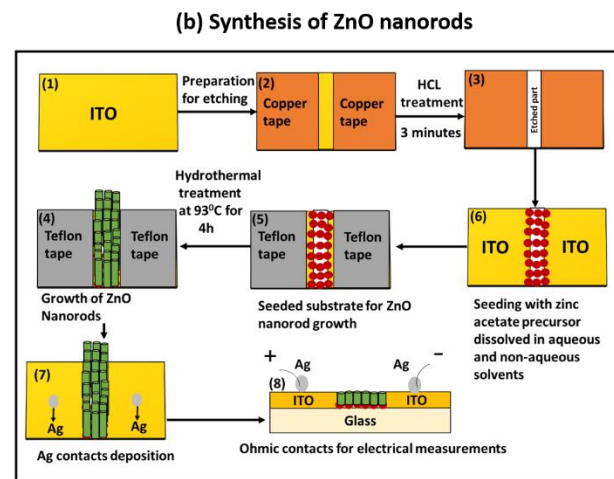 (b) Synthesis of ZnO nanorods
(1)
ITO
Preparation
for etching
(2)
Copper
tape
Copper
tape
HCL
treatment
3 minutes
(3)
Etched part
(4)
Teflon
tape
Teflon
tape
Growth of ZnO
Nanorods
Hydrothermal
treatment
at 93⁰C for
4h
(5)
Teflon
tape
Teflon
tape
Seeded substrate for ZnO
nanorod growth
(6)
ITO
ITO
Seeding with zinc
acetate precursor
dissolved in aqueous
and non-aqueous
solvents
(7)
Ag
Ag
Ag contacts deposition
+
Ag
Ag
−
(8)
ITO
ITO
Glass
Ohmic contacts for electrical measurements